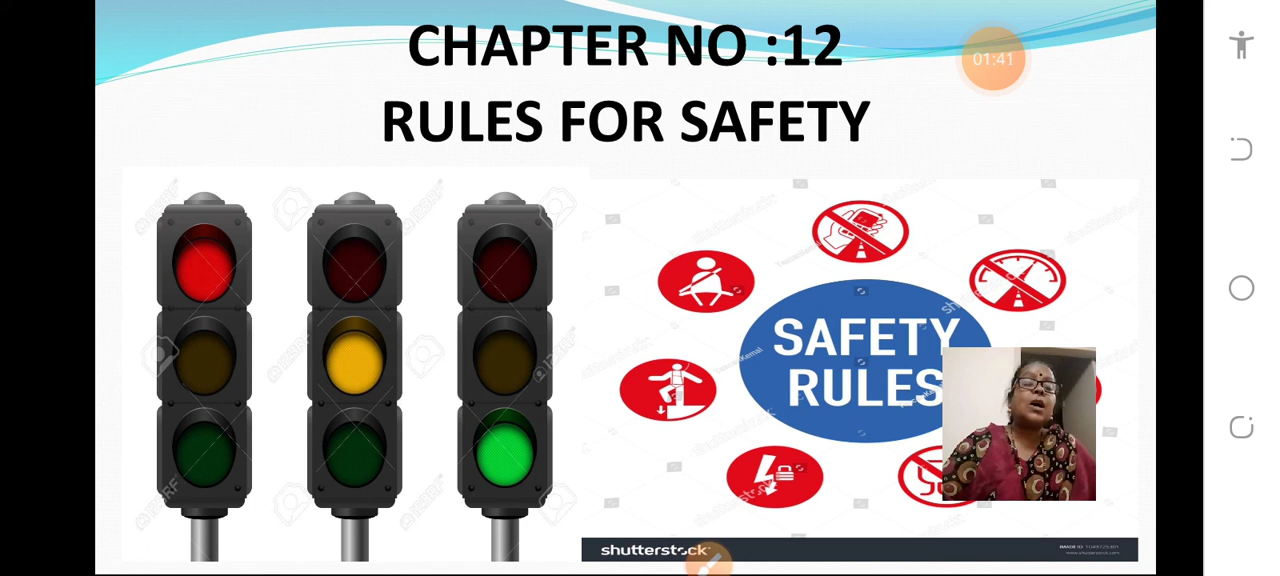 CHAPTER NO :12
RULES FOR SAFETY
01:41
SAFETY
RULES
shutterstock